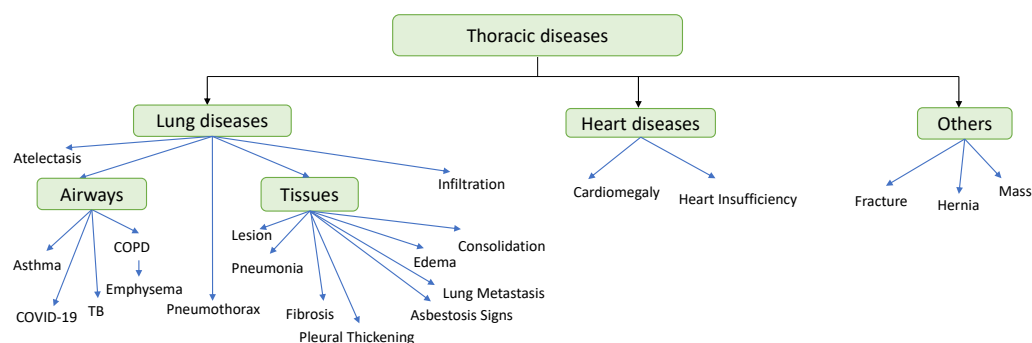 Thoracic diseases
Lung diseases
Heart diseases
Others
Atelectasis
Airways
Tissues
Infiltration
Cardiomegaly
Heart Insufficiency
Fracture
Hernia
Mass
Asthma
COVID-19
TB
COPD
Emphysema
Pneumothorax
Lesion
Pneumonia
Fibrosis
Pleural Thickening
Asbestosis Signs
Lung Metastasis
Edema
Consolidation